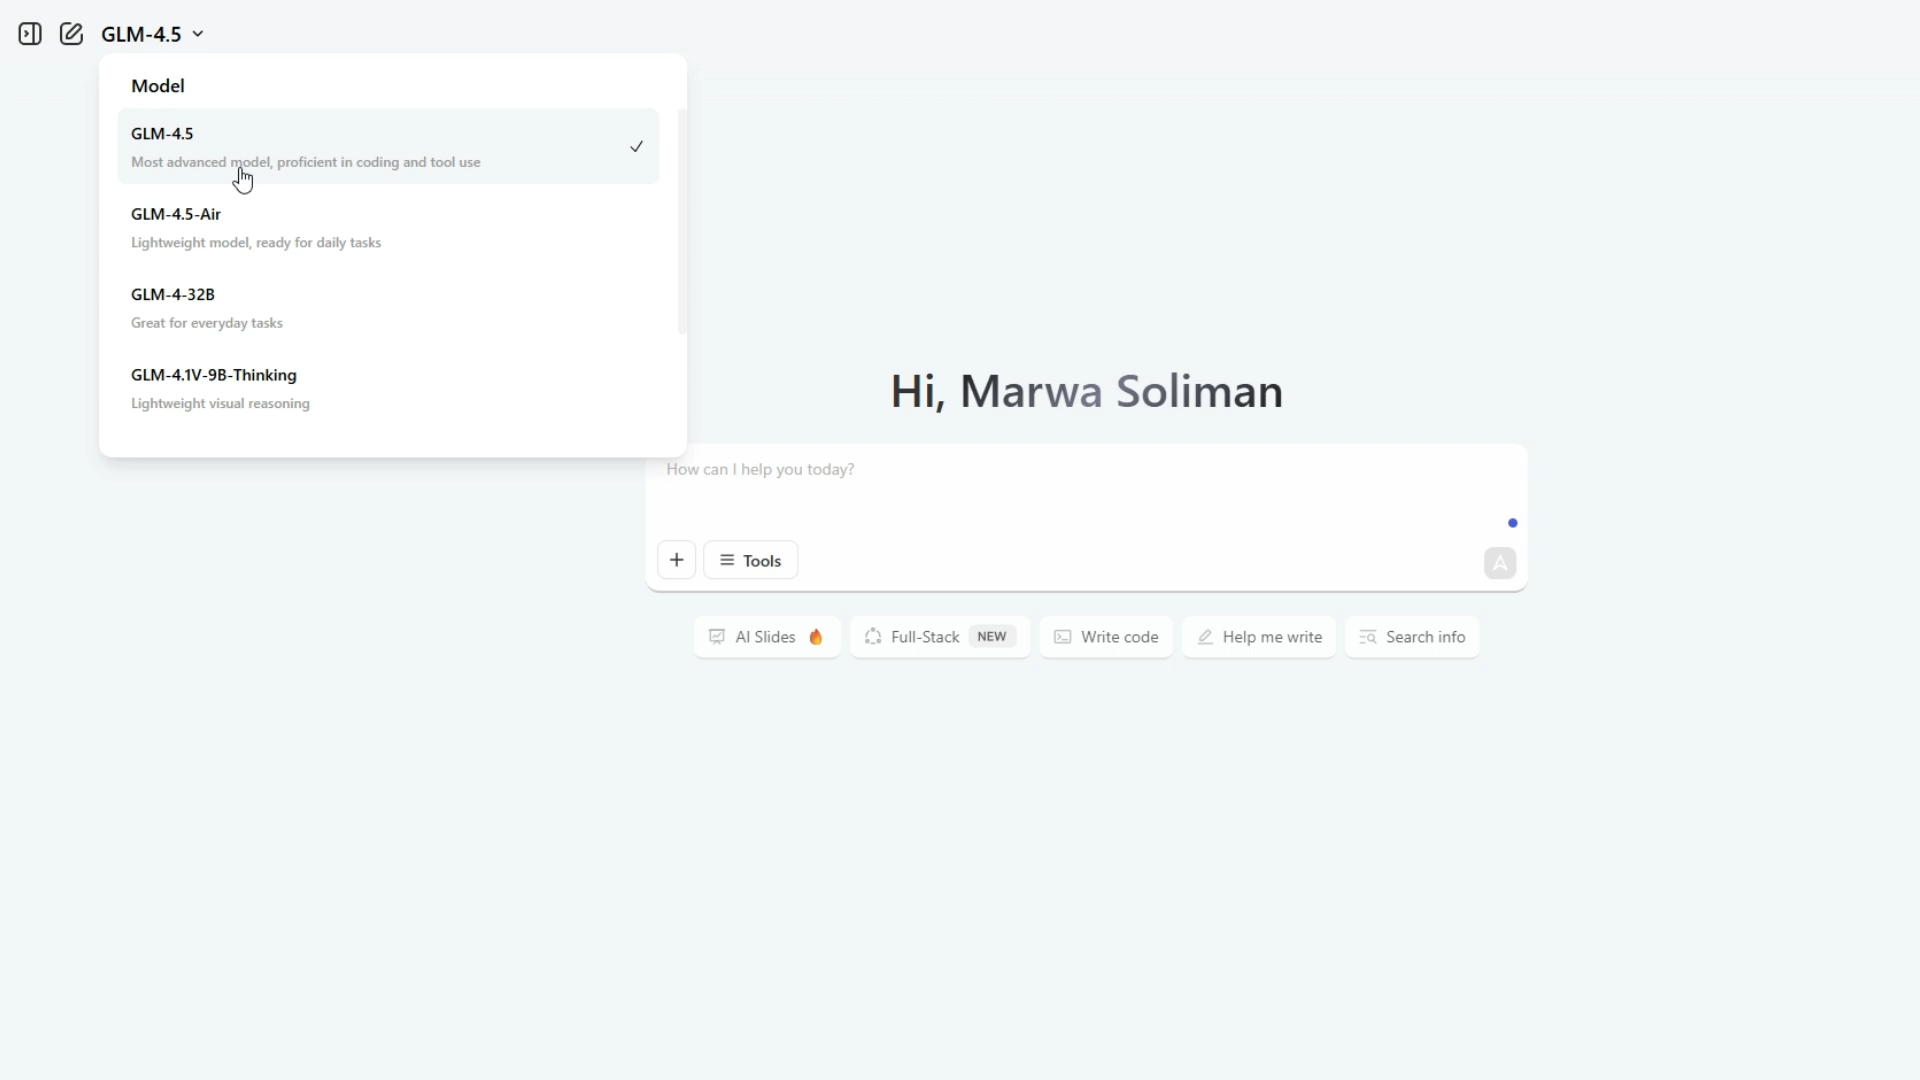 GLM-4.5
Model
GLM-4.5
Most advanced model, proficient in coding and tool use
GLM-4.5-Air
Lightweight model, ready for daily tasks
GLM-4-32B
Great for everyday tasks
GLM-4.1V-9B-Thinking
Lightweight visual reasoning
Hi, Marwa Soliman
How can I help you today?
Tools
AI Slides
Full-Stack NEW
Write code
Help me write
Search info